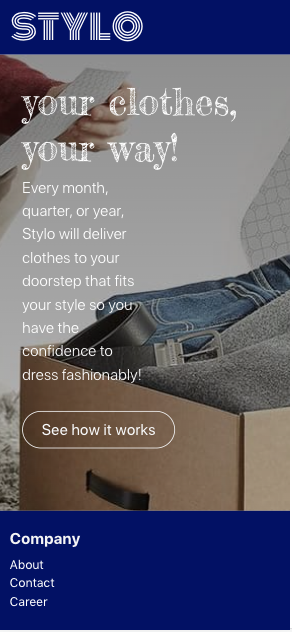 STYLO
your clothes,
your way!
Every month,
quarter, or year,
Stylo will deliver
clothes to your
doorstep that fits
your style so you
have the
confidence to
dress fashionably!
See how it works
Company
About
Contact
Career